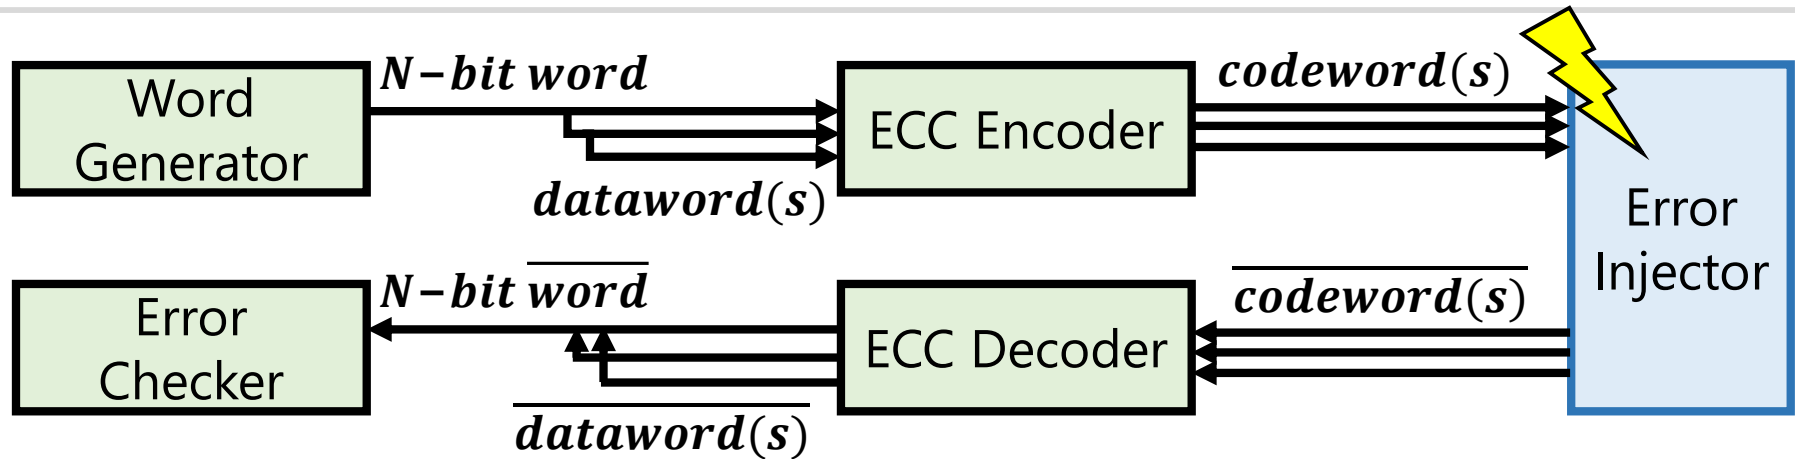 Word
Generator
N-bit word
dataword(s)
ECC Encoder
codeword(s)
Error
Injector
codeword(s)
ECC Decoder
N-bit word
dataword(s)
Error
Checker